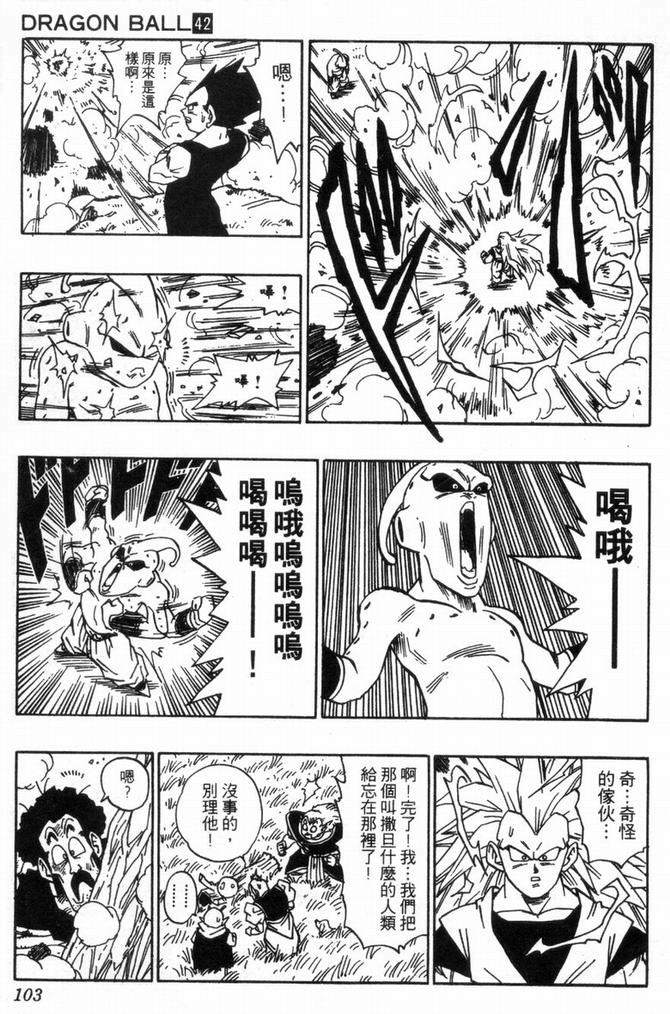 DRAGON BALL 42
嗯…!
原…
原來是這
樣啊…
嗶!
嗶!
喝哦——
嗚哦嗚嗚嗚嗚
喝喝喝——!
奇…奇怪
的傢伙…
啊!完了!我…我們把
那個叫撒旦什麼的人類
給忘在那裡了!
沒事的,
別理他!
……
嗯?
103